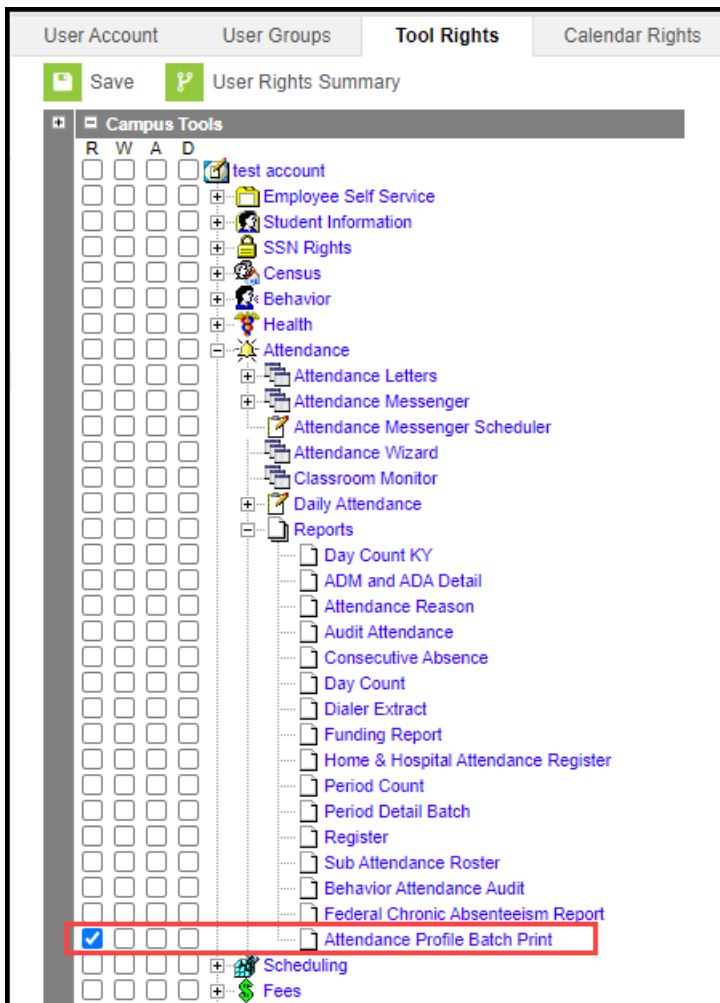 User Account User Groups Tool Rights Calendar Rights
Save User Rights Summary
Campus Tools
R W A D
test account
Employee Self Service
Student Information
SSN Rights
Census
Behavior
Health
Attendance
Attendance Letters
Attendance Messenger
Attendance Messenger Scheduler
Attendance Wizard
Classroom Monitor
Daily Attendance
Reports
Day Count KY
ADM and ADA Detail
Attendance Reason
Audit Attendance
Consecutive Absence
Day Count
Dialer Extract
Funding Report
Home & Hospital Attendance Register
Period Count
Period Detail Batch
Register
Sub Attendance Roster
Behavior Attendance Audit
Federal Chronic Absenteeism Report
Attendance Profile Batch Print
Scheduling
Fees